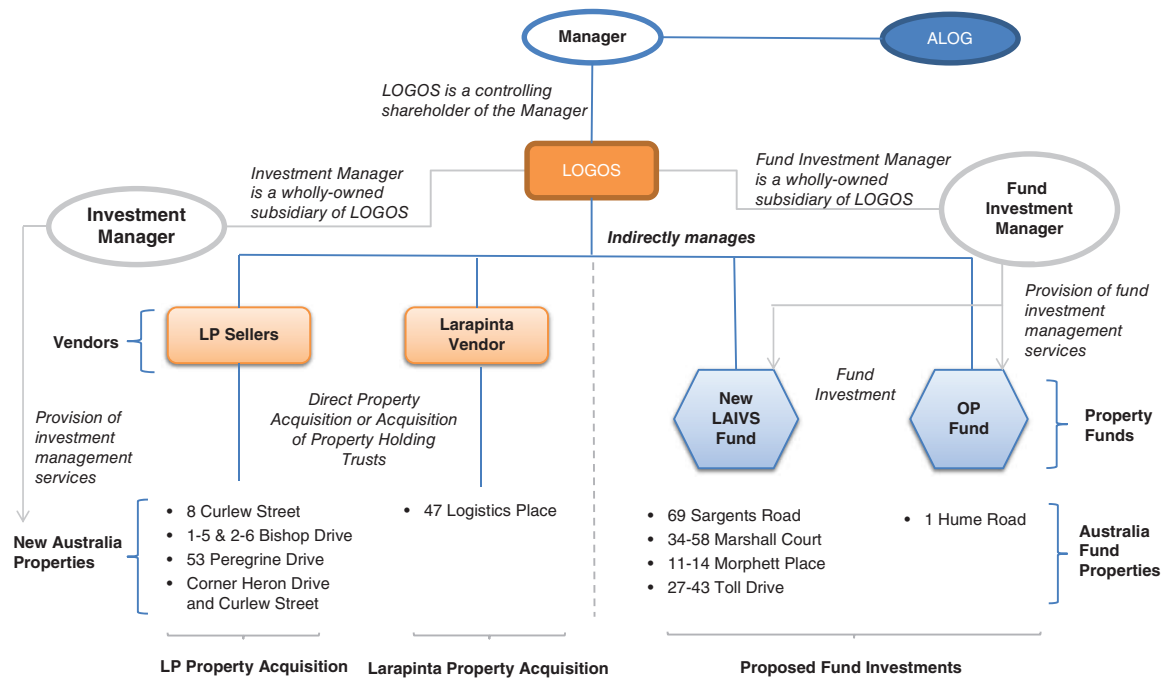 Manager
ALOG
LOGOS is a controlling
shareholder of the Manager
LOGOS
Investment Manager
is a wholly-owned
subsidiary of LOGOS
Fund Investment Manager
is a wholly-owned
subsidiary of LOGOS
Investment
Manager
Fund
Investment
Manager
Indirectly manages
Vendors
LP Sellers
Larapinta
Vendor
Provision of fund
investment
management
services
Provision of
investment
management
services
Direct Property
Acquisition or Acquisition
of Property Holding
Trusts
New
LAIVS
Fund
Fund
Investment
OP
Fund
Property
Funds
New Australia
Properties
• 8 Curlew Street
• 1-5 & 2-6 Bishop Drive
• 53 Peregrine Drive
• Corner Heron Drive
and Curlew Street
• 47 Logistics Place
• 69 Sargents Road
• 34-58 Marshall Court
• 11-14 Morphett Place
• 27-43 Toll Drive
• 1 Hume Road
Australia
Fund
Properties
LP Property Acquisition
Larapinta Property Acquisition
Proposed Fund Investments